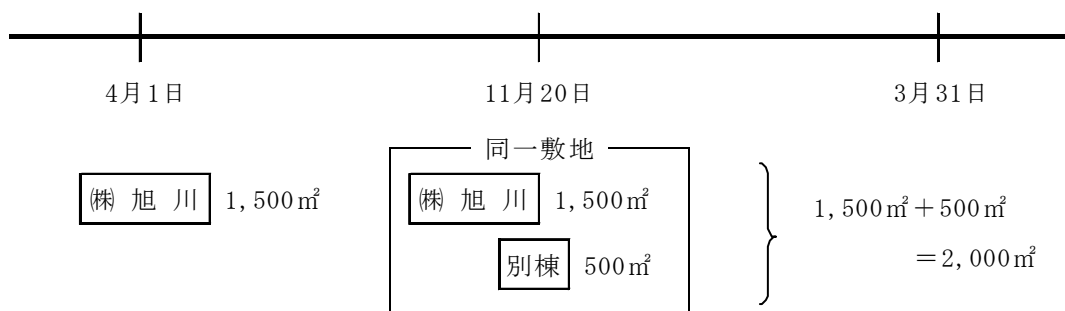 4月1日 11月20日 3月31日
同一敷地
㈱ 旭 川 1,500㎡ ㈱ 旭 川 1,500㎡ 1,500㎡＋500㎡
別棟 500㎡ ＝2,000㎡